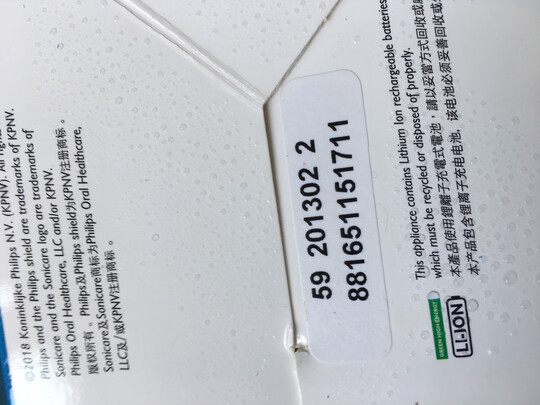 ©2018 Koninklijke Philips N.V. (KPNV). All
Philips and the Philips shield are trademarks of KPNV.
Sonicare and the Sonicare logo are trademarks of
Philips Oral Healthcare, LLC and/or KPNV.
版权所有。Philips及Philips shield为KPNV注册商标。
Sonicare及Sonicare商标为Philips Oral Healthcare,
LLC及/或KPNV注册商标。
59 201302 2
881651151711
This appliance contains Lithium Ion rechargeable batteries
which must be recycled or disposed of properly.
本產品使用鋰離子充電式電池，請以妥當方式回收或
本产品包含锂离子充电电池，该电池必须妥善回收或
GREEN HIGH ENERGY
LI-ION